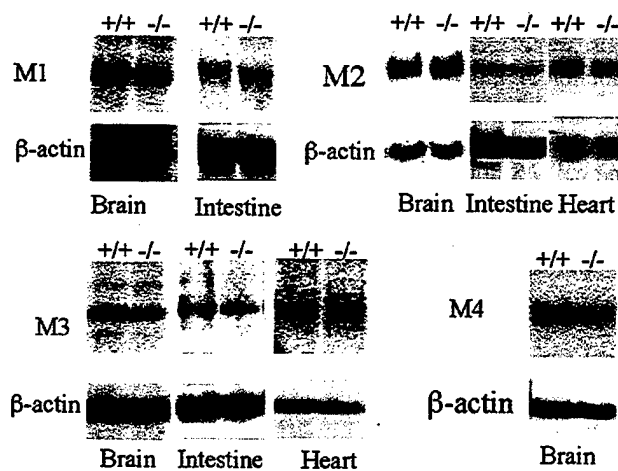 +/+ -/-
+/+ -/-
M1
β-actin
Brain
Intestine
+/+ -/-
+/+ -/-
+/+ -/-
M2
β-actin
Brain
Intestine
Heart
+/+ -/-
+/+ -/-
+/+ -/-
M3
β-actin
Brain
Intestine
Heart
+/+ -/-
M4
β-actin
Brain